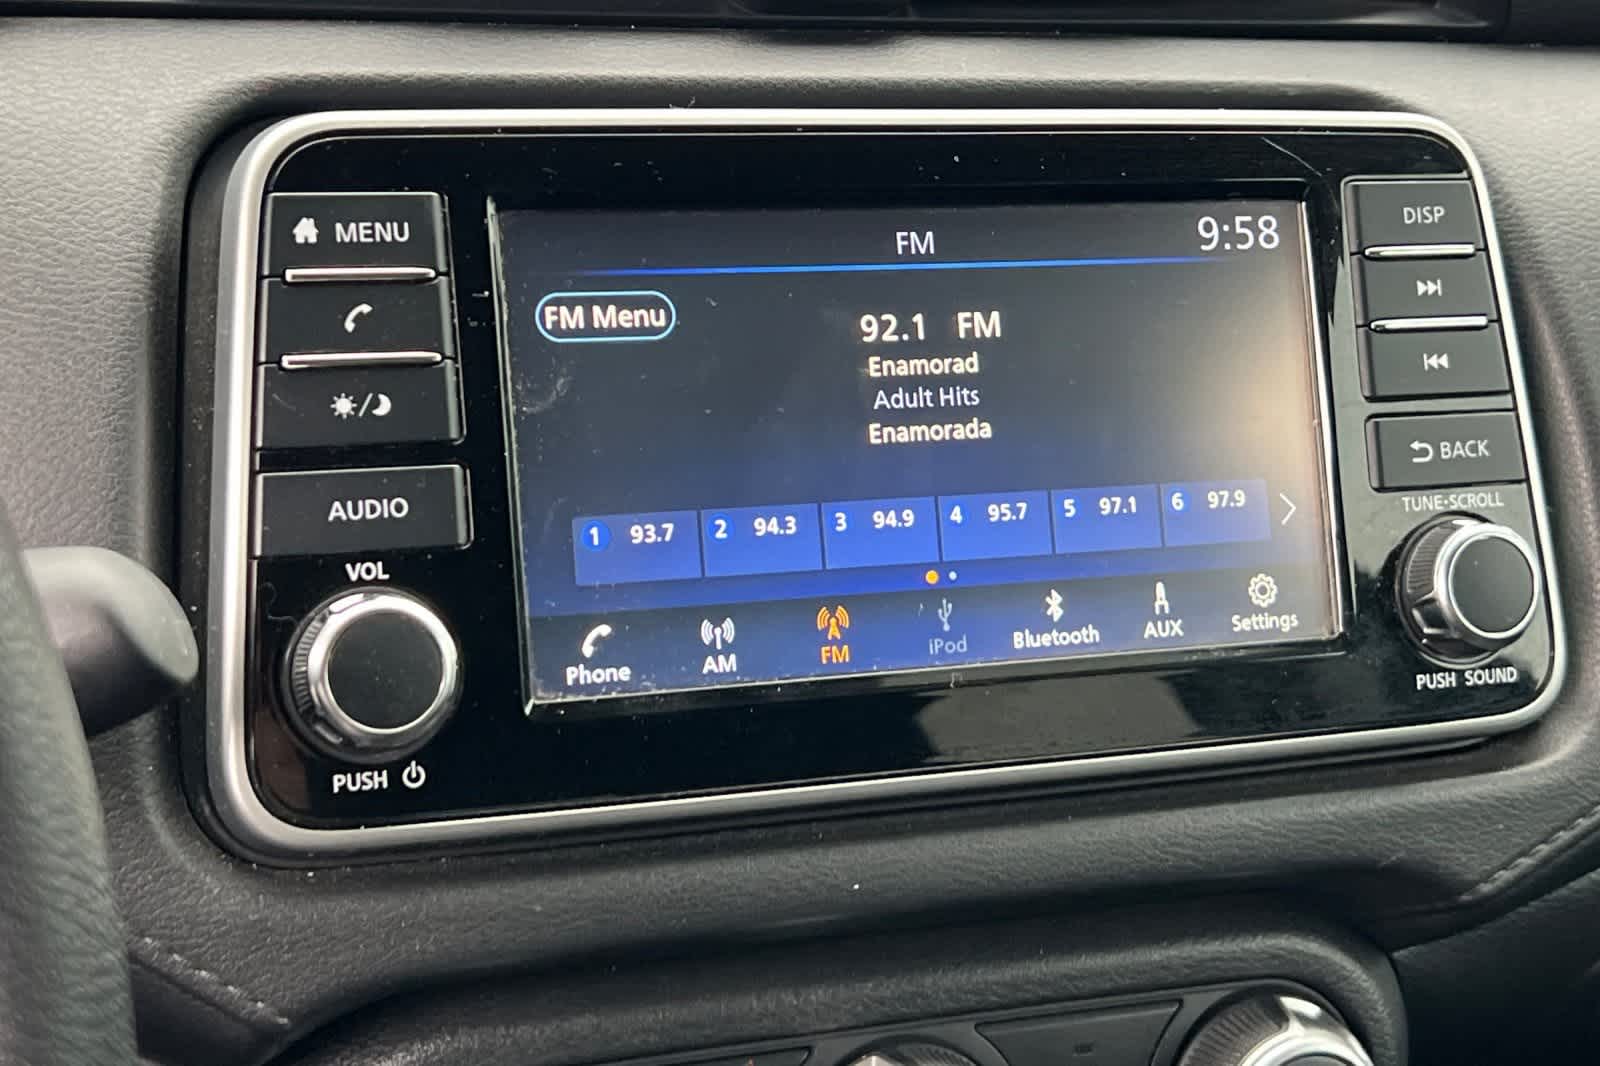 MENU
AUDIO
VOL
PUSH
FM
9:58
FM Menu
92.1 FM
Enamorad
Adult Hits
Enamorada
1 93.7
2 94.3
3 94.9
4 95.7
5 97.1
6 97.9
Phone
AM
FM
iPod
Bluetooth
AUX
Settings
DISP
BACK
TUNE·SCROLL
PUSH SOUND